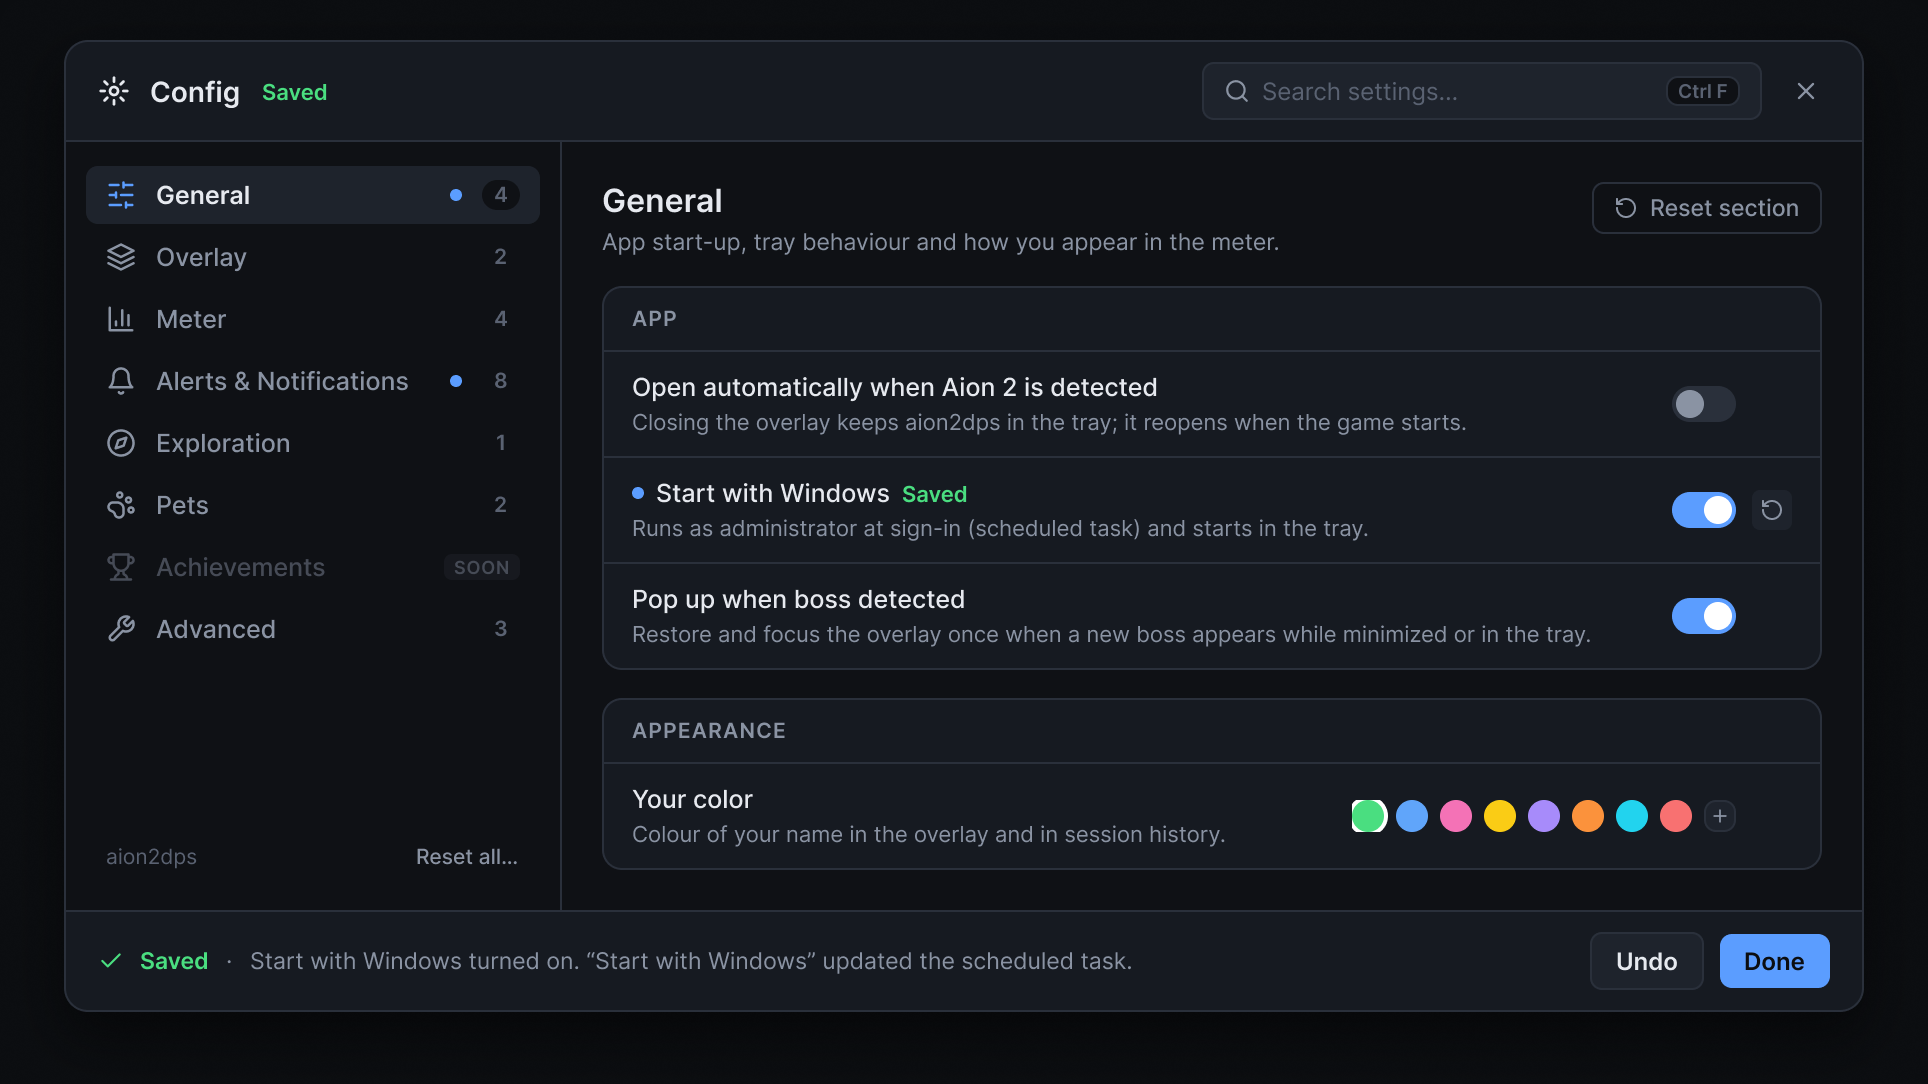 Config Saved
Search settings... Ctrl F
General 4
Overlay 2
Meter 4
Alerts & Notifications 8
Exploration 1
Pets 2
Achievements SOON
Advanced 3
aion2dps Reset all...
General
App start-up, tray behaviour and how you appear in the meter.
Reset section
APP
Open automatically when Aion 2 is detected
Closing the overlay keeps aion2dps in the tray; it reopens when the game starts.
Start with Windows Saved
Runs as administrator at sign-in (scheduled task) and starts in the tray.
Pop up when boss detected
Restore and focus the overlay once when a new boss appears while minimized or in the tray.
APPEARANCE
Your color
Colour of your name in the overlay and in session history.
Saved · Start with Windows turned on. “Start with Windows” updated the scheduled task.
Undo Done